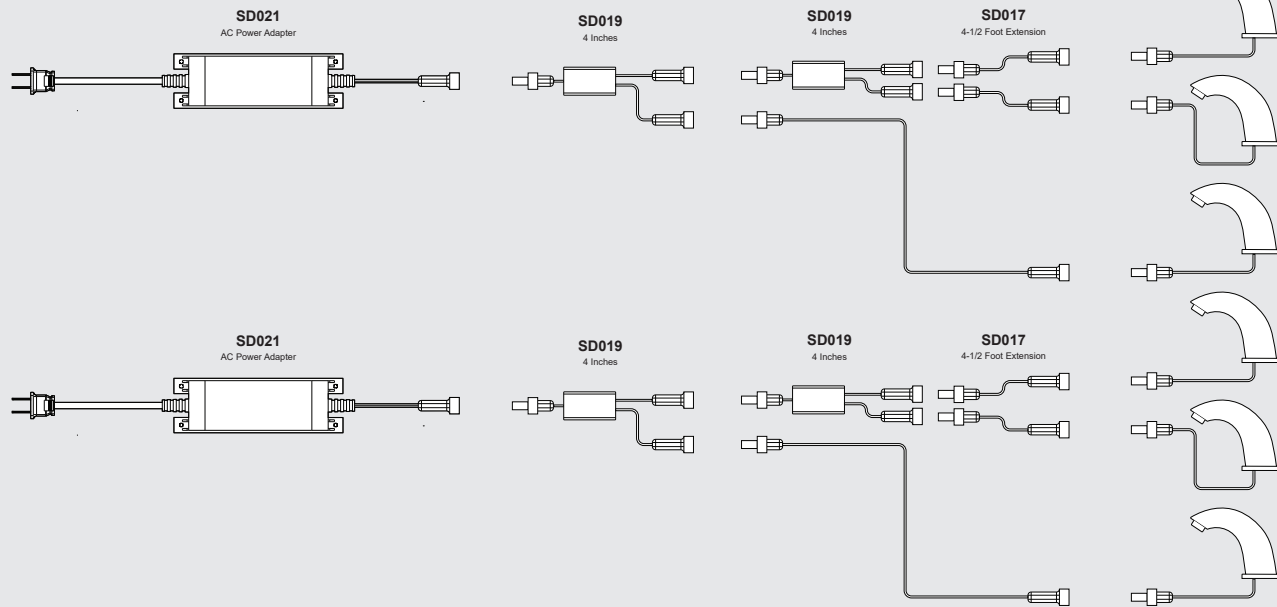 SD021
AC Power Adapter
SD019
4 Inches
SD019
4 Inches
SD017
4-1/2 Foot Extension
SD021
AC Power Adapter
SD019
4 Inches
SD019
4 Inches
SD017
4-1/2 Foot Extension